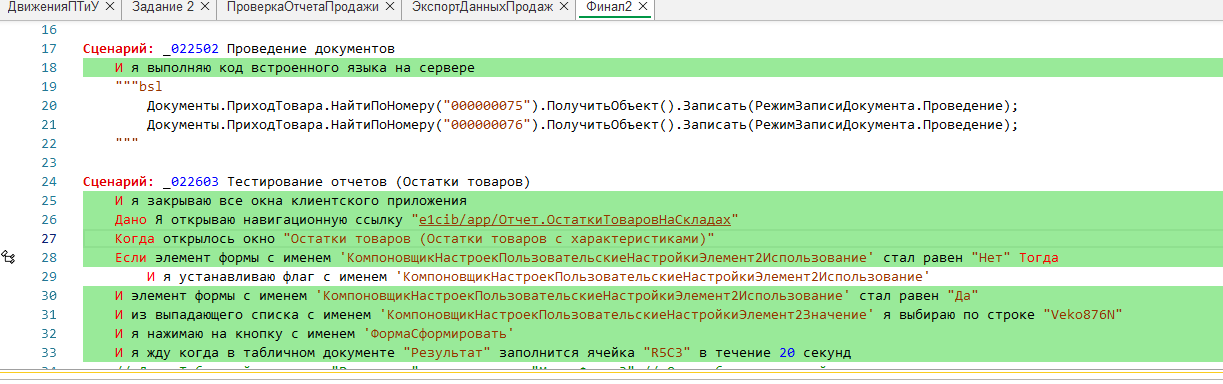 ДвиженияПТиУ × Задание 2 × ПроверкаОтчетаПродажи × ЭкспортДанныхПродаж × Финал2 ×
16
17 Сценарий: _022502 Проведение документов
18 И я выполняю код встроенного языка на сервере
19 """bsl
20 Документы.ПриходТовара.НайтиПоНомеру("000000075").ПолучитьОбъект().Записать(РежимЗаписиДокумента.Проведение);
21 Документы.ПриходТовара.НайтиПоНомеру("000000076").ПолучитьОбъект().Записать(РежимЗаписиДокумента.Проведение);
22 """
23
24 Сценарий: _022603 Тестирование отчетов (Остатки товаров)
25 И я закрываю все окна клиентского приложения
26 Дано Я открываю навигационную ссылку "e1cib/app/Отчет.ОстаткиТоваровНаСкладах"
27 Когда открылось окно "Остатки товаров (Остатки товаров с характеристиками)"
28 Если элемент формы с именем 'КомпоновщикНастроекПользовательскиеНастройкиЭлемент2Использование' стал равен "Нет" Тогда
29 И я устанавливаю флаг с именем 'КомпоновщикНастроекПользовательскиеНастройкиЭлемент2Использование'
30 И элемент формы с именем 'КомпоновщикНастроекПользовательскиеНастройкиЭлемент2Использование' стал равен "Да"
31 И из выпадающего списка с именем 'КомпоновщикНастроекПользовательскиеНастройкиЭлемент2Значение' я выбираю по строке "Veko876N"
32 И я нажимаю на кнопку с именем 'ФормаСформировать'
33 И я жду когда в табличном документе "Результат" заполнится ячейка "R5C3" в течение 20 секунд